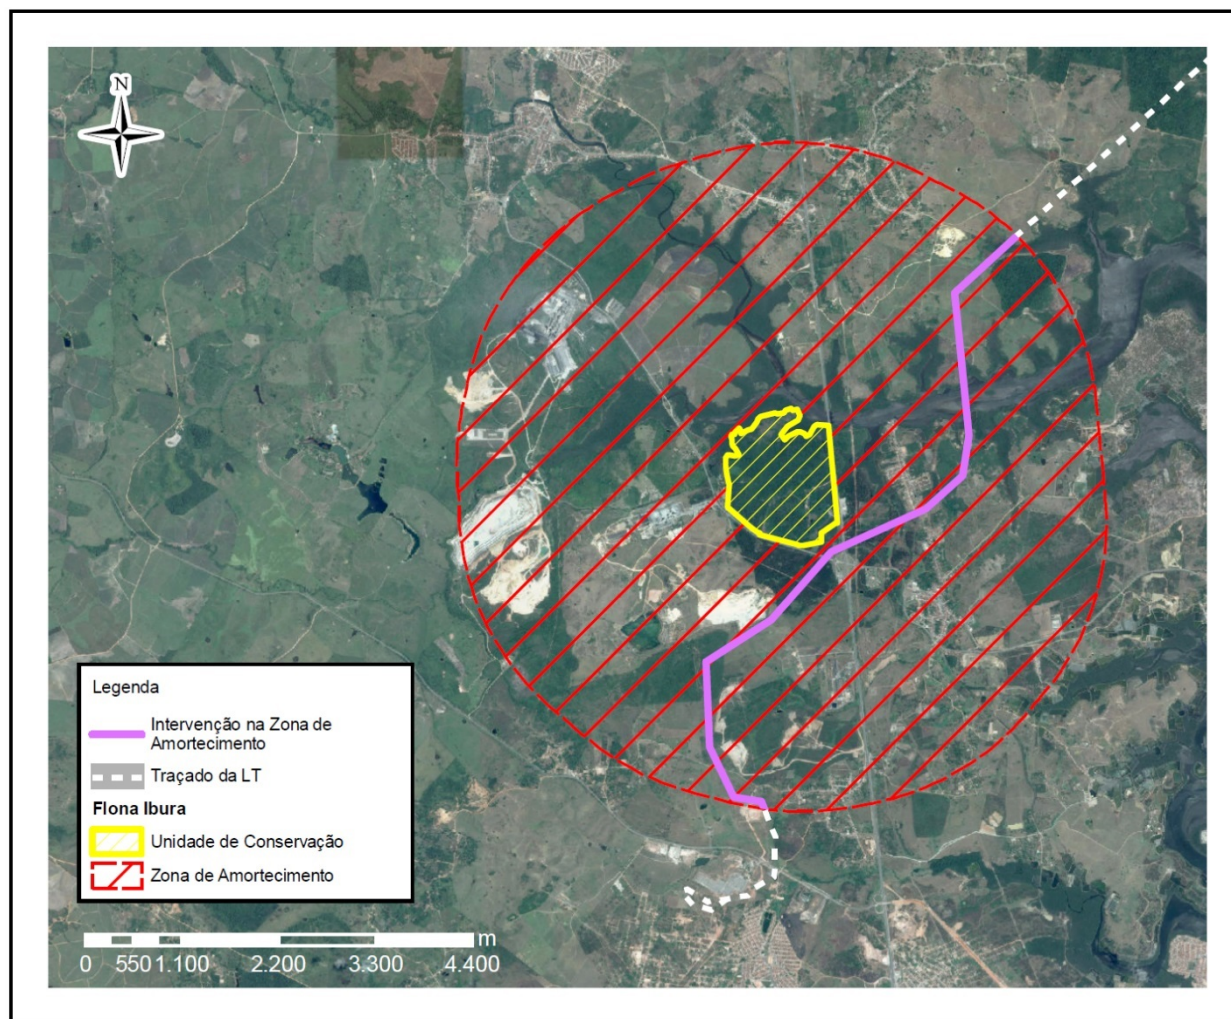 N
Legenda
Intervenção na Zona de
Amortecimento
Traçado da LT
Flona Ibura
Unidade de Conservação
Zona de Amortecimento
m
0 550 1.100 2.200 3.300 4.400